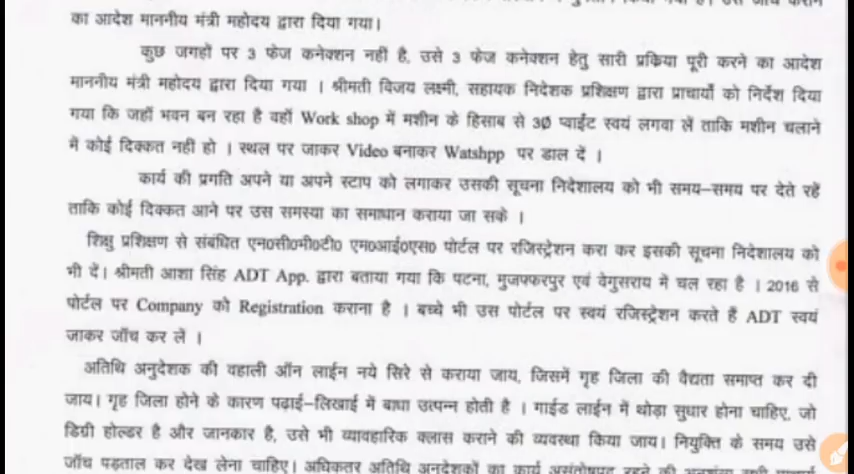 का आदेश माननीय मंत्री महोदय द्वारा दिया गया।
कुछ जगहों पर 3 फेज कनेक्शन नहीं है, उसे 3 फेज कनेक्शन हेतु सारी प्रक्रिया पूरी करने का आदेश
माननीय मंत्री महोदय द्वारा दिया गया । श्रीमती विजय लक्ष्मी, सहायक निदेशक प्रशिक्षण द्वारा प्राचार्यों को निर्देश दिया
गया कि जहाँ भवन बन रहा है वहाँ Work shop में मशीन के हिसाब से 3Ø प्वाईंट स्वयं लगवा लें ताकि मशीन चलाने
में कोई दिक्कत नहीं हो । स्थल पर जाकर Video बनाकर Watshpp पर डाल दें ।
कार्य की प्रगति अपने या अपने स्टाप को लगाकर उसकी सूचना निदेशालय को भी समय–समय पर देते रहें
ताकि कोई दिक्कत आने पर उस समस्या का समाधान कराया जा सके ।
शिक्षु प्रशिक्षण से संबंधित एन०सी०भी०टी० एम०आई०एस० पोर्टल पर रजिस्ट्रेशन करा कर इसकी सूचना निदेशालय को
भी दें। श्रीमती आशा सिंह ADT App. द्वारा बताया गया कि पटना, मुजफ्फरपुर एवं वेगुसराय में चल रहा है । 2016 से
पोर्टल पर Company को Registration कराना है । बच्चे भी उस पोर्टल पर स्वयं रजिस्ट्रेशन करते हैं ADT स्वयं
जाकर जाँच कर लें ।
अतिथि अनुदेशक की वहाली ऑन लाईन नये सिरे से कराया जाय, जिसमें गृह जिला की वैद्यता समाप्त कर दी
जाय। गृह जिला होने के कारण पढाई–लिखाई में बाधा उत्पन्न होती है । गाईड लाईन में थोड़ा सुधार होना चाहिए, जो
डिग्री होल्डर है और जानकार है, उसे भी व्यावहारिक क्लास कराने की व्यवस्था किया जाय। नियुक्ति के समय उसे
जाँच पड़ताल कर देख लेना चाहिए। अधिकतर अतिथि अनुदेशकों का कार्य असंतोषप्रद रहने की